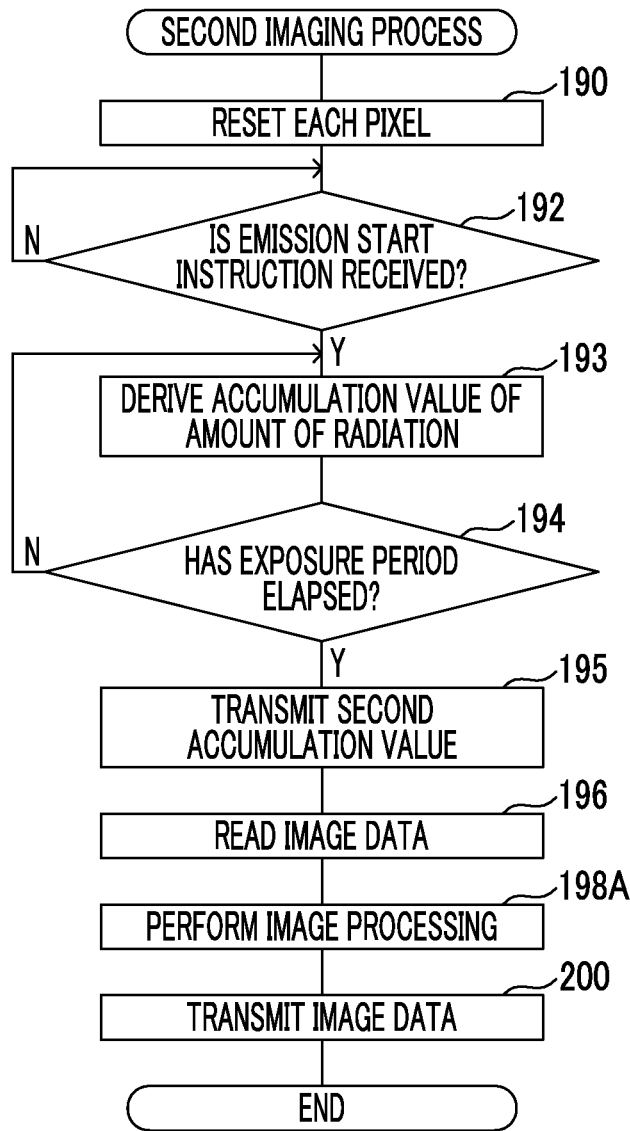 SECOND IMAGING PROCESS
190
RESET EACH PIXEL
192
N
IS EMISSION START
INSTRUCTION RECEIVED?
Y
193
DERIVE ACCUMULATION VALUE OF
AMOUNT OF RADIATION
194
N
HAS EXPOSURE PERIOD
ELAPSED?
Y
195
TRANSMIT SECOND
ACCUMULATION VALUE
196
READ IMAGE DATA
198A
PERFORM IMAGE PROCESSING
200
TRANSMIT IMAGE DATA
END